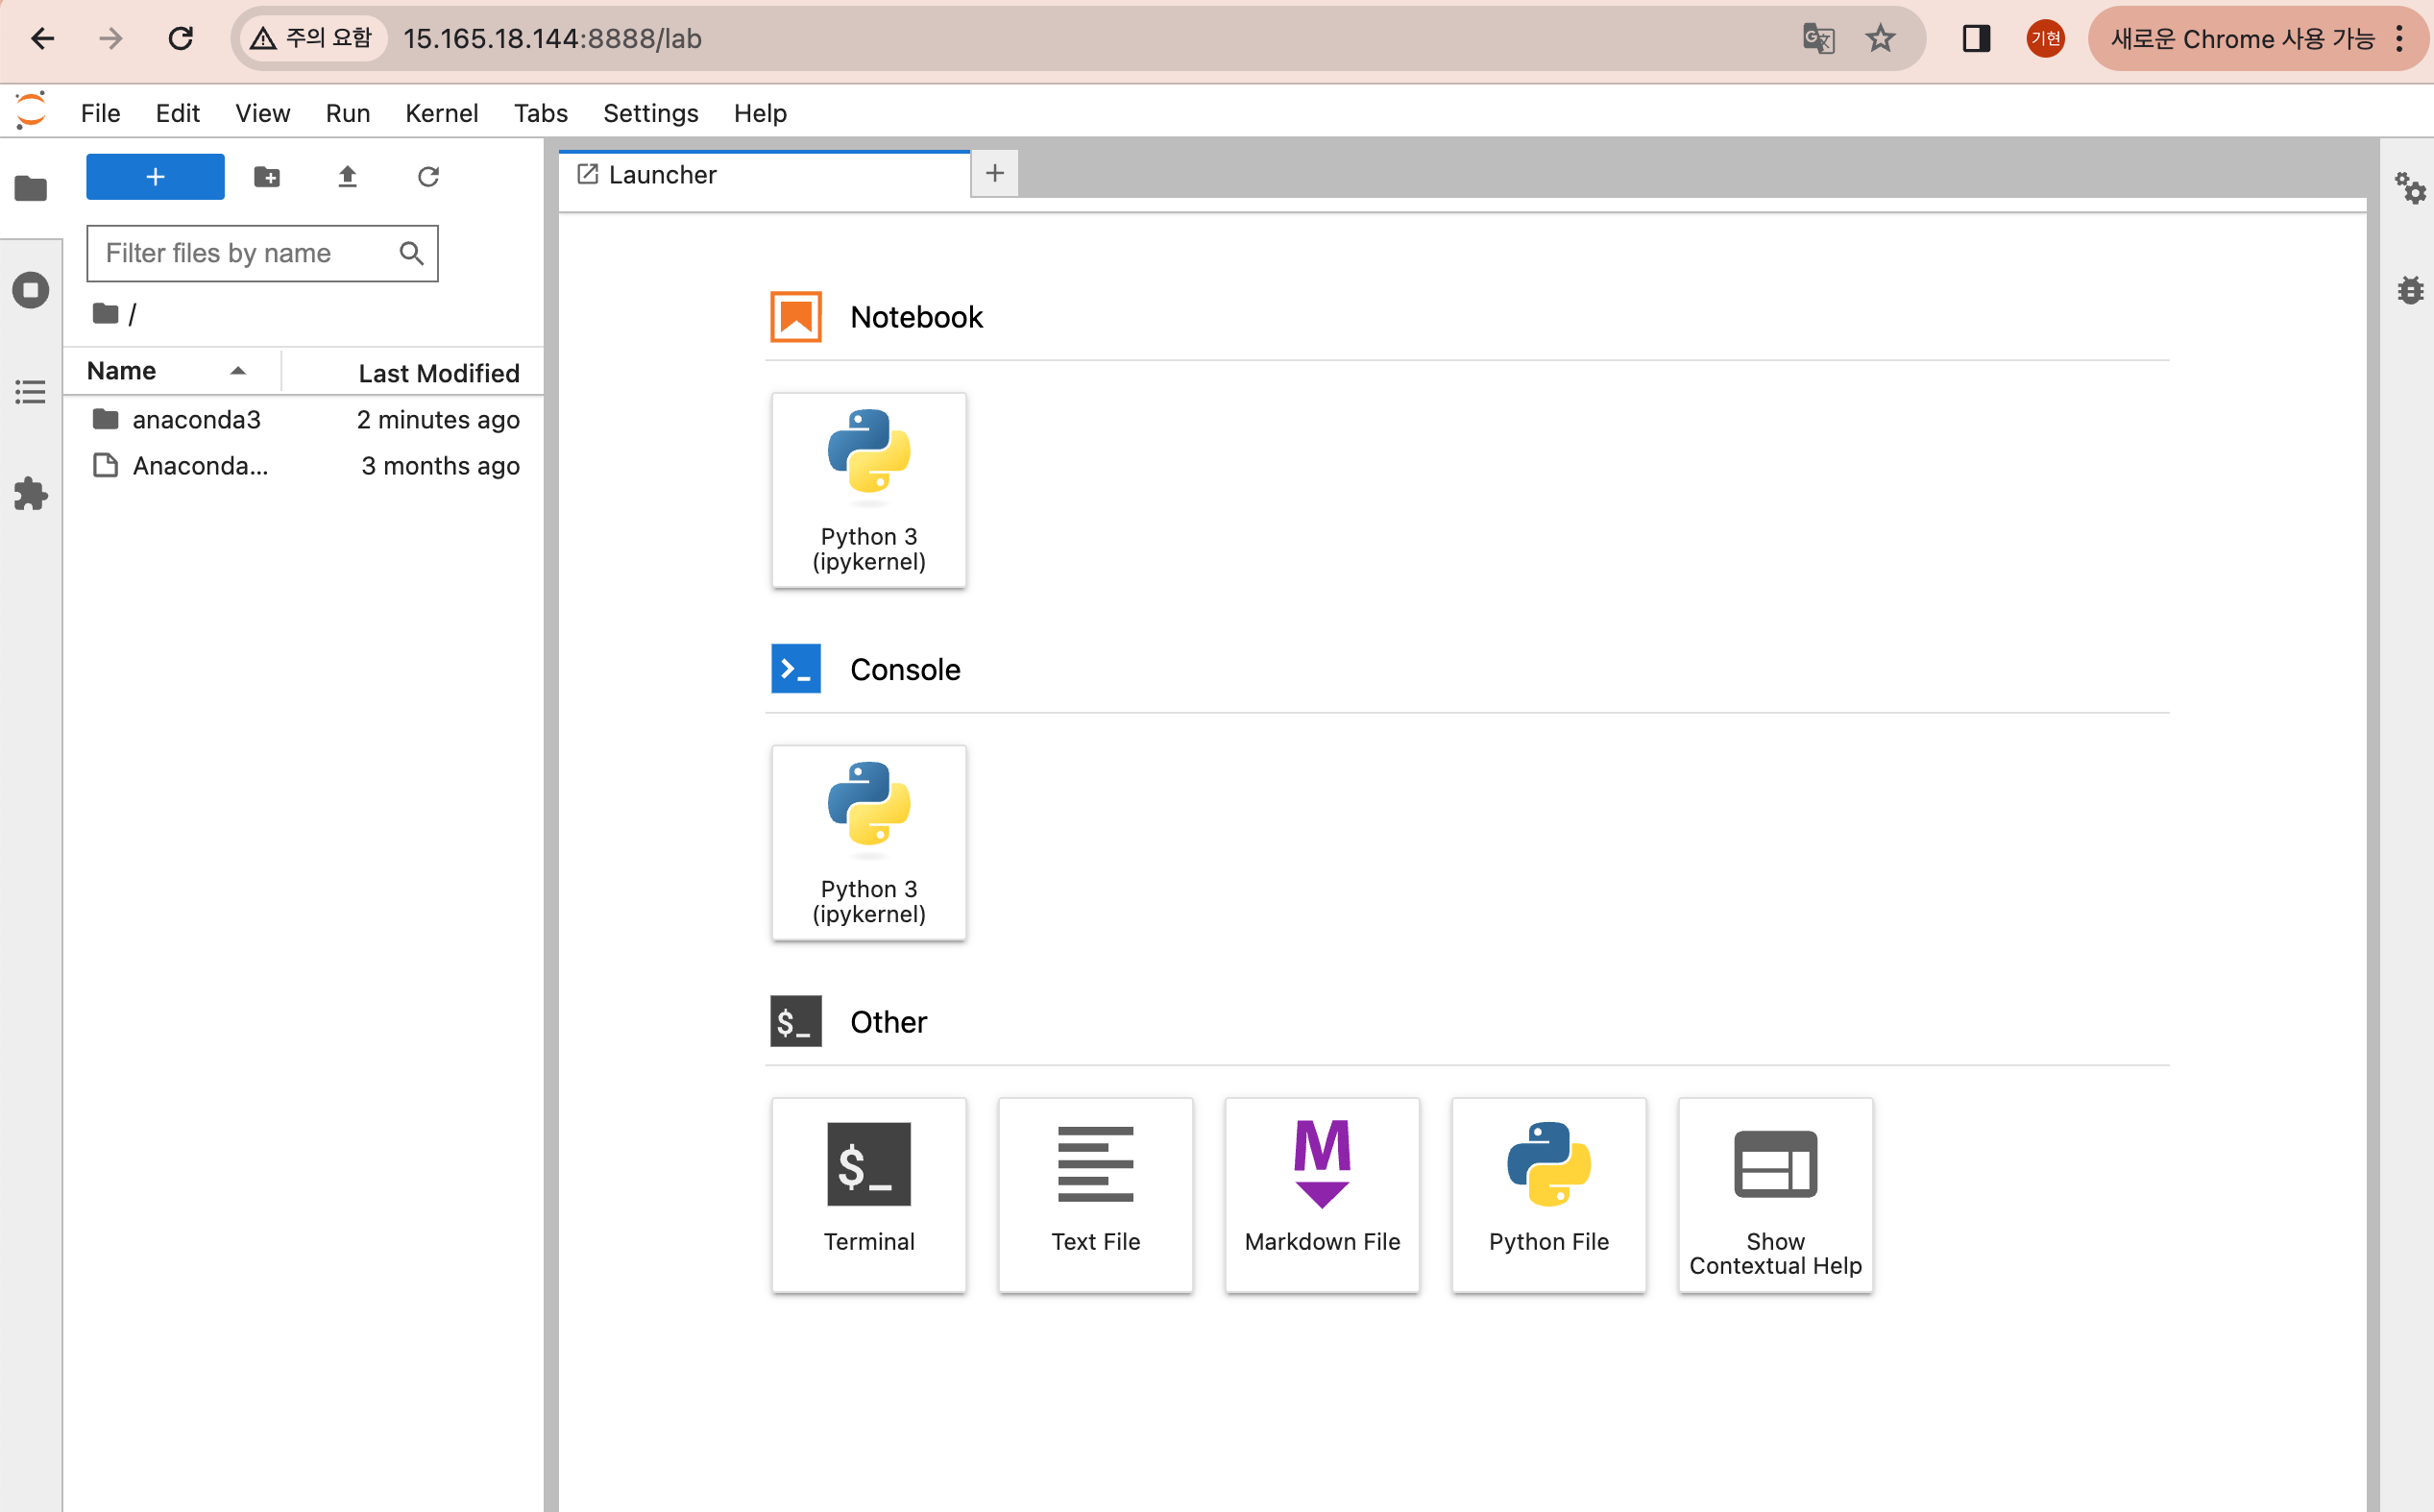 주의 요함
15.165.18.144:8888/lab
기현
새로운 Chrome 사용 가능
File Edit View Run Kernel Tabs Settings Help
+
Launcher
+
Filter files by name
/
Name Last Modified
anaconda3 2 minutes ago
Anaconda... 3 months ago
Notebook
Python 3
(ipykernel)
>_ Console
Python 3
(ipykernel)
$_ Other
$_
M
Terminal
Text File
Markdown File
Python File
Show
Contextual Help